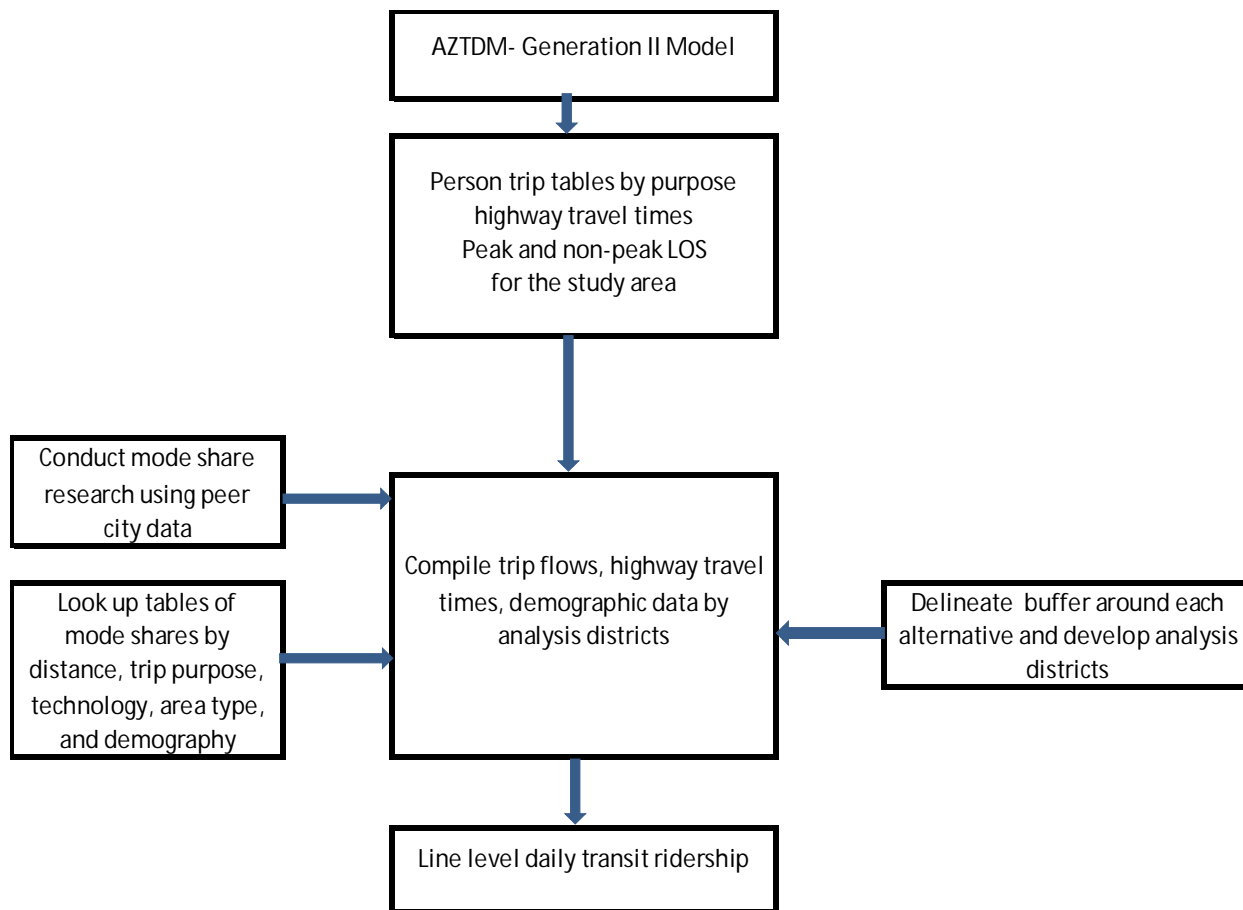 AZTDM- Generation II Model
Person trip tables by purpose
highway travel times
Peak and non-peak LOS
for the study area
Conduct mode share
research using peer
city data
Look up tables of
mode shares by
distance, trip purpose,
technology, area type,
and demography
Compile trip flows, highway travel
times, demographic data by
analysis districts
Delineate buffer around each
alternative and develop analysis
districts
Line level daily transit ridership